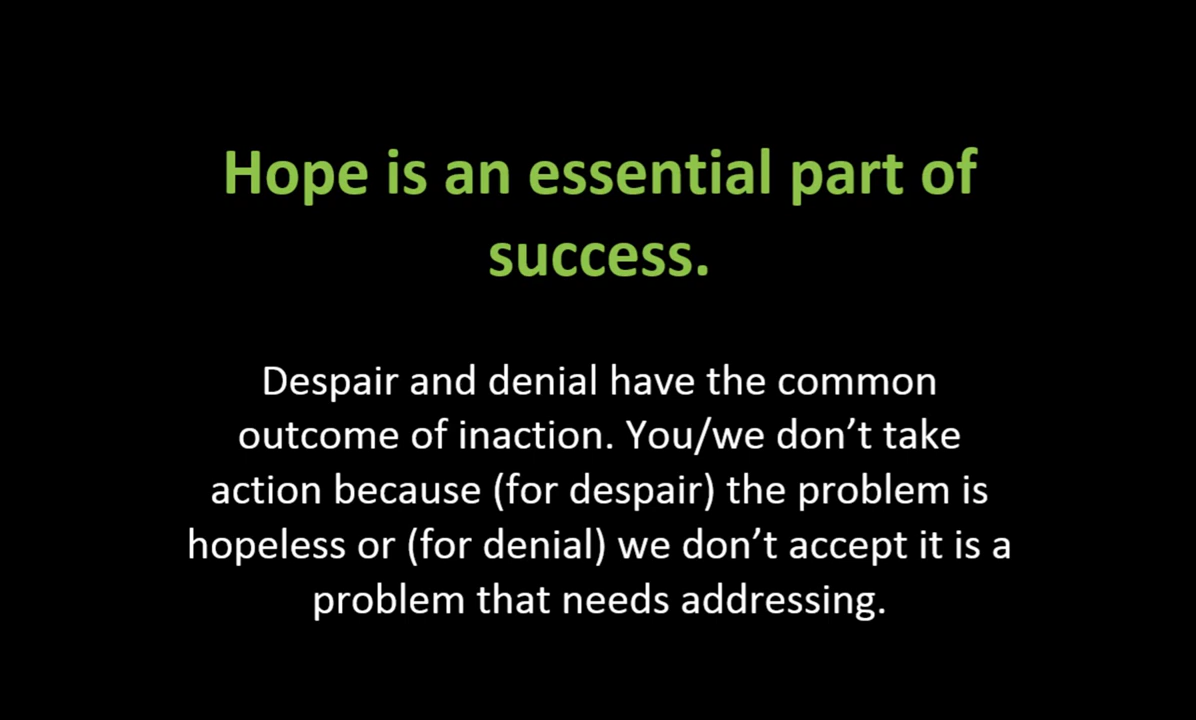 Hope is an essential part of
success.
Despair and denial have the common
outcome of inaction. You/we don’t take
action because (for despair) the problem is
hopeless or (for denial) we don’t accept it is a
problem that needs addressing.